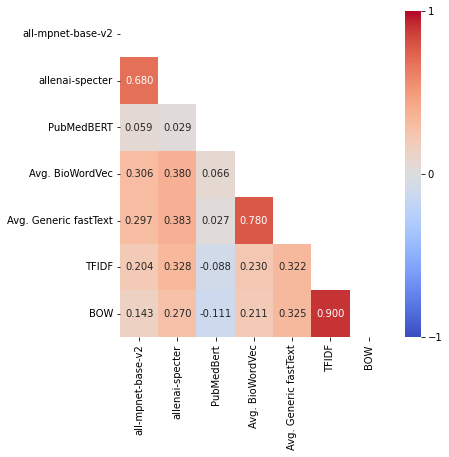 all-mpnet-base-v2
allenai-specter 0.680
PubMedBERT 0.059 0.029
Avg. BioWordVec 0.306 0.380 0.066
Avg. Generic fastText 0.297 0.383 0.027 0.780
TFIDF 0.204 0.328 -0.088 0.230 0.322
BOW 0.143 0.270 -0.111 0.211 0.325 0.900
all-mpnet-base-v2
allenai-specter
PubMedBert
Avg. BioWordVec
Avg. Generic fastText
TFIDF
BOW
1
0
−1